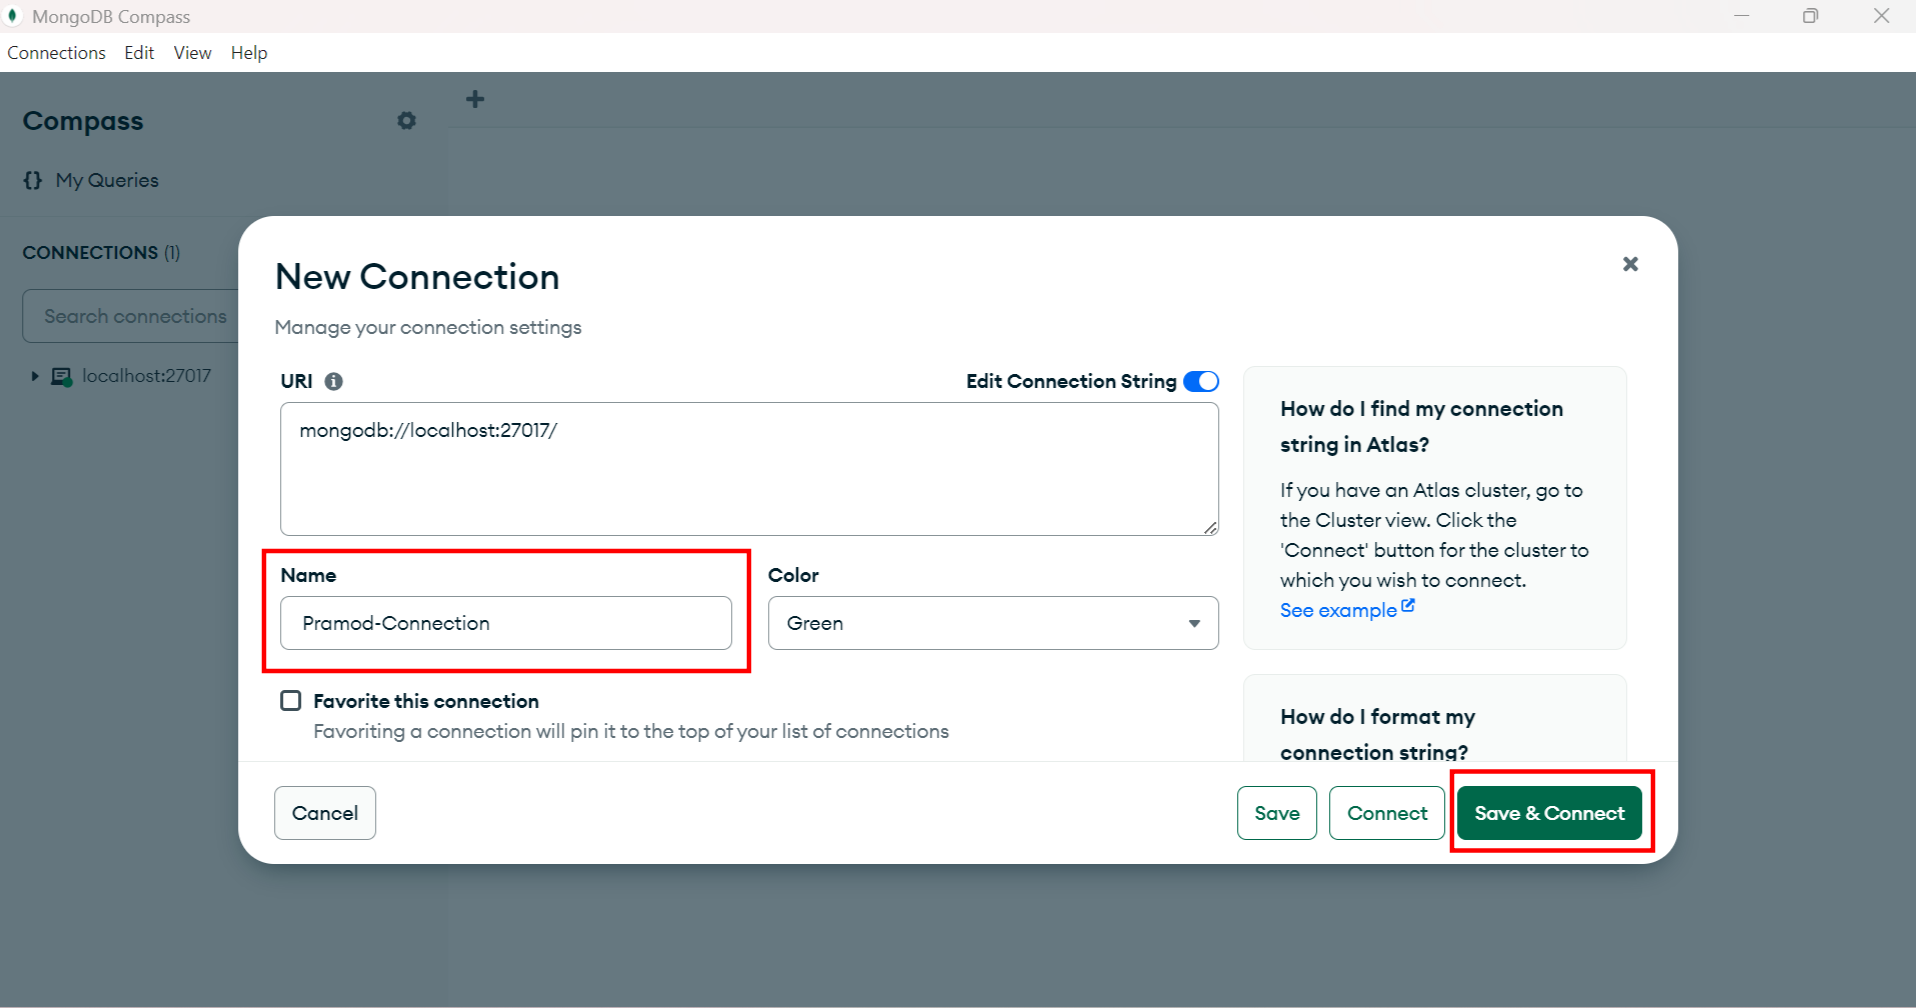 MongoDB Compass
Connections Edit View Help
Compass
{} My Queries
CONNECTIONS (1)
Search connections
localhost:27017
New Connection
Manage your connection settings
URI
Edit Connection String
mongodb://localhost:27017/
Name
Pramod-Connection
Color
Green
Favorite this connection
Favoriting a connection will pin it to the top of your list of connections
How do I find my connection
string in Atlas?
If you have an Atlas cluster, go to
the Cluster view. Click the
'Connect' button for the cluster to
which you wish to connect.
See example
How do I format my
connection string?
Cancel
Save
Connect
Save & Connect